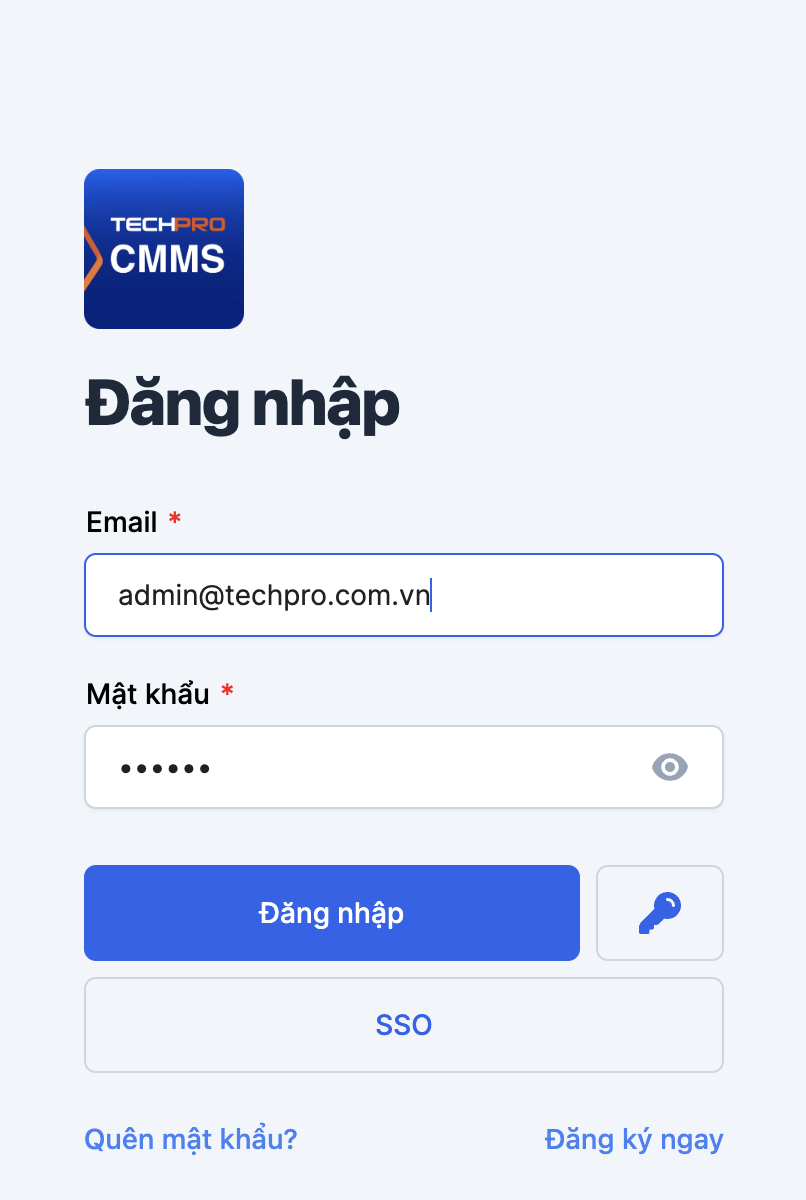 TECHPRO
CMMS
Đăng nhập
Email *
admin@techpro.com.vn
Mật khẩu *
••••••
Đăng nhập
SSO
Quên mật khẩu? Đăng ký ngay